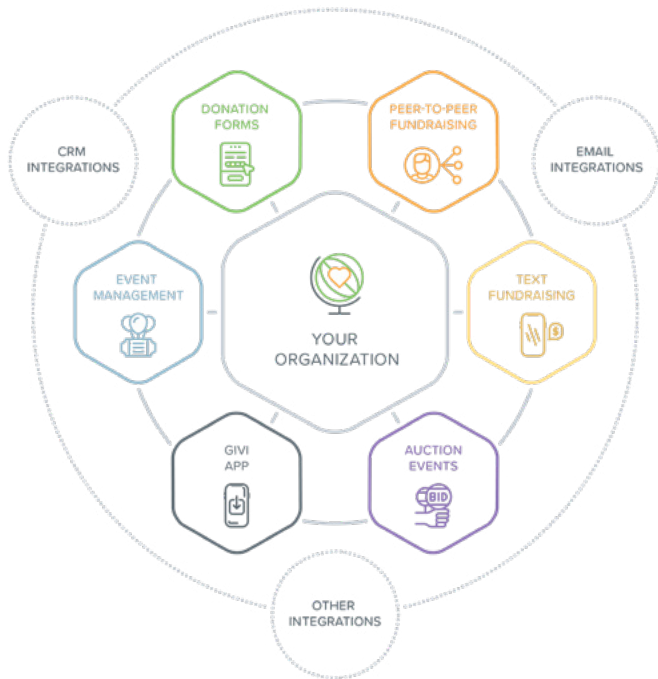 DONATION
FORMS
PEER-TO-PEER
FUNDRAISING
CRM
INTEGRATIONS
EMAIL
INTEGRATIONS
EVENT
MANAGEMENT
TEXT
FUNDRAISING
$
YOUR
ORGANIZATION
GIVI
APP
AUCTION
EVENTS
BID
OTHER
INTEGRATIONS